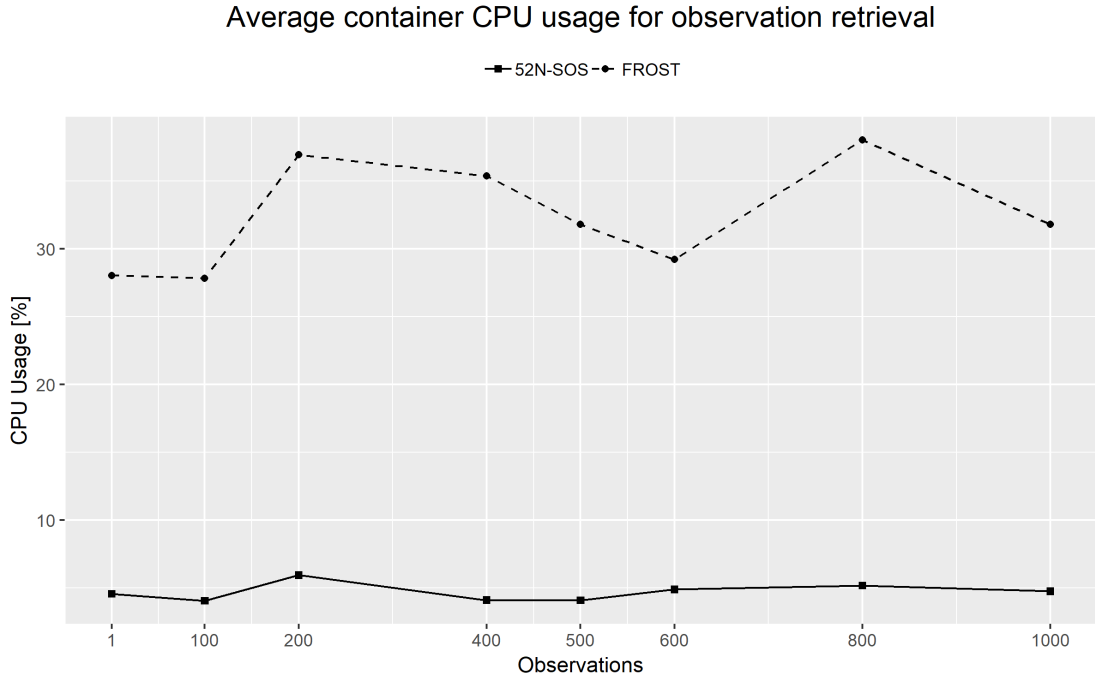 Average container CPU usage for observation retrieval
52N-SOS FROST
CPU Usage [%]
30
20
10
1 100 200 400 500 600 800 1000
Observations